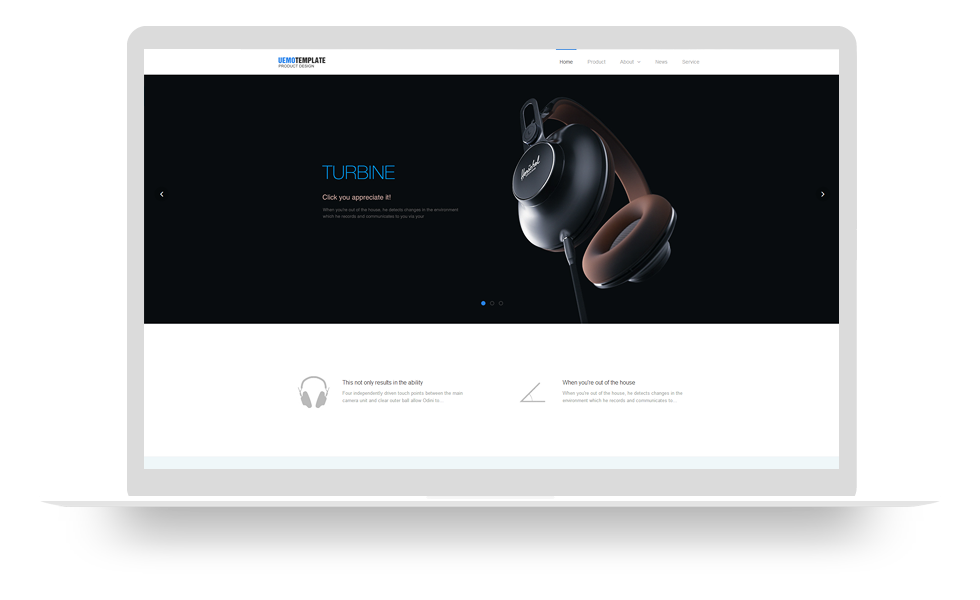 UEMOTEMPLATE
PRODUCT DESIGN
Home Product About News Service
TURBINE
Click you appreciate it!
When you're out of the house, he detects changes in the environment
which he records and communicates to you via your
This not only results in the ability
Four independently driven touch points between the main
camera unit and clear outer ball allow Odin to...
When you're out of the house
When you're out of the house, he detects changes in the
environment which he records and communicates to...